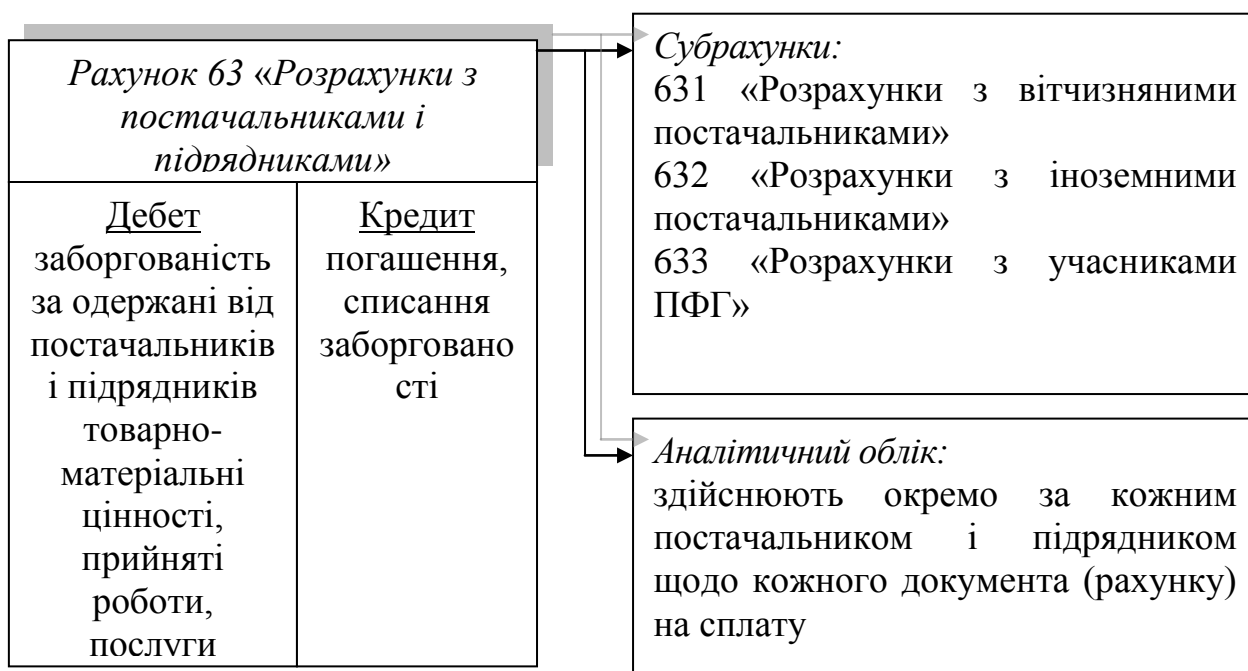 Рахунок 63 «Розрахунки з
постачальниками і
підрядниками»
Дебет
заборгованість
за одержані від
постачальників
і підрядників
товарно-
матеріальні
цінності,
прийняті
роботи,
послуги
Кредит
погашення,
списання
заборговано
сті
Субрахунки:
631 «Розрахунки з вітчизняними
постачальниками»
632 «Розрахунки з іноземними
постачальниками»
633 «Розрахунки з учасниками
ПФГ»
Аналітичний облік:
здійснюють окремо за кожним
постачальником і підрядником
щодо кожного документа (рахунку)
на сплату